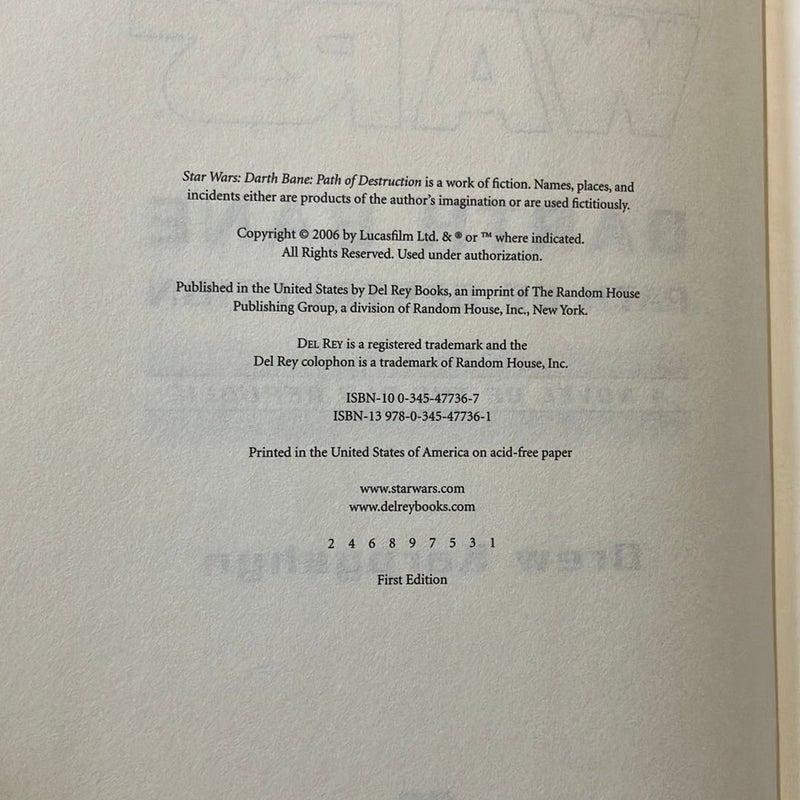 Star Wars: Darth Bane: Path of Destruction is a work of fiction. Names, places, and
incidents either are products of the author's imagination or are used fictitiously.
Copyright © 2006 by Lucasfilm Ltd. & ® or ™ where indicated.
All Rights Reserved. Used under authorization.
Published in the United States by Del Rey Books, an imprint of The Random House
Publishing Group, a division of Random House, Inc., New York.
DEL REY is a registered trademark and the
Del Rey colophon is a trademark of Random House, Inc.
ISBN-10 0-345-47736-7
ISBN-13 978-0-345-47736-1
Printed in the United States of America on acid-free paper
www.starwars.com
www.delreybooks.com
2 4 6 8 9 7 5 3 1
First Edition